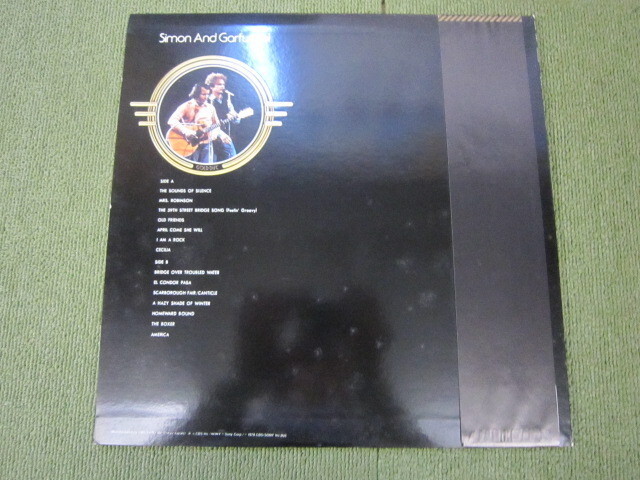 Simon And Garfunkel
GOLD DISC
SIDE A
THE SOUNDS OF SILENCE
MRS. ROBINSON
THE 59TH STREET BRIDGE SONG (Feelin' Groovy)
OLD FRIENDS
APRIL COME SHE WILL
I AM A ROCK
CECILIA
SIDE B
BRIDGE OVER TROUBLED WATER
EL CONDOR PASA
SCARBOROUGH FAIR/CANTICLE
A HAZY SHADE OF WINTER
HOMEWARD BOUND
THE BOXER
AMERICA